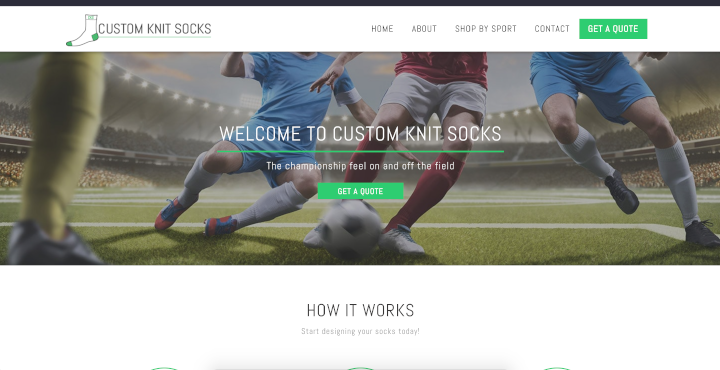 CUSTOM KNIT SOCKS
HOME ABOUT SHOP BY SPORT CONTACT GET A QUOTE
WELCOME TO CUSTOM KNIT SOCKS
The championship feel on and off the field
GET A QUOTE
HOW IT WORKS
Start designing your socks today!